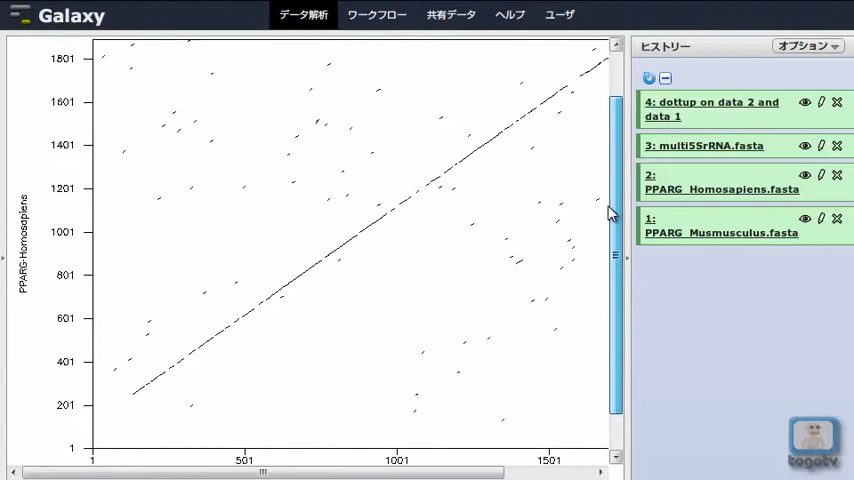 Galaxy
データ解析
ワークフロー
共有データ
ヘルプ
ユーザ
1801
1601
1401
1201
1001
801
601
401
201
1
PPARG-Homosapiens
1
501
1001
1501
ヒストリー
オプション
4: dottup on data 2 and
data 1
3: multi5SrRNA.fasta
2:
PPARG_Homosapiens.fasta
1:
PPARG_Musmusculus.fasta
togotv